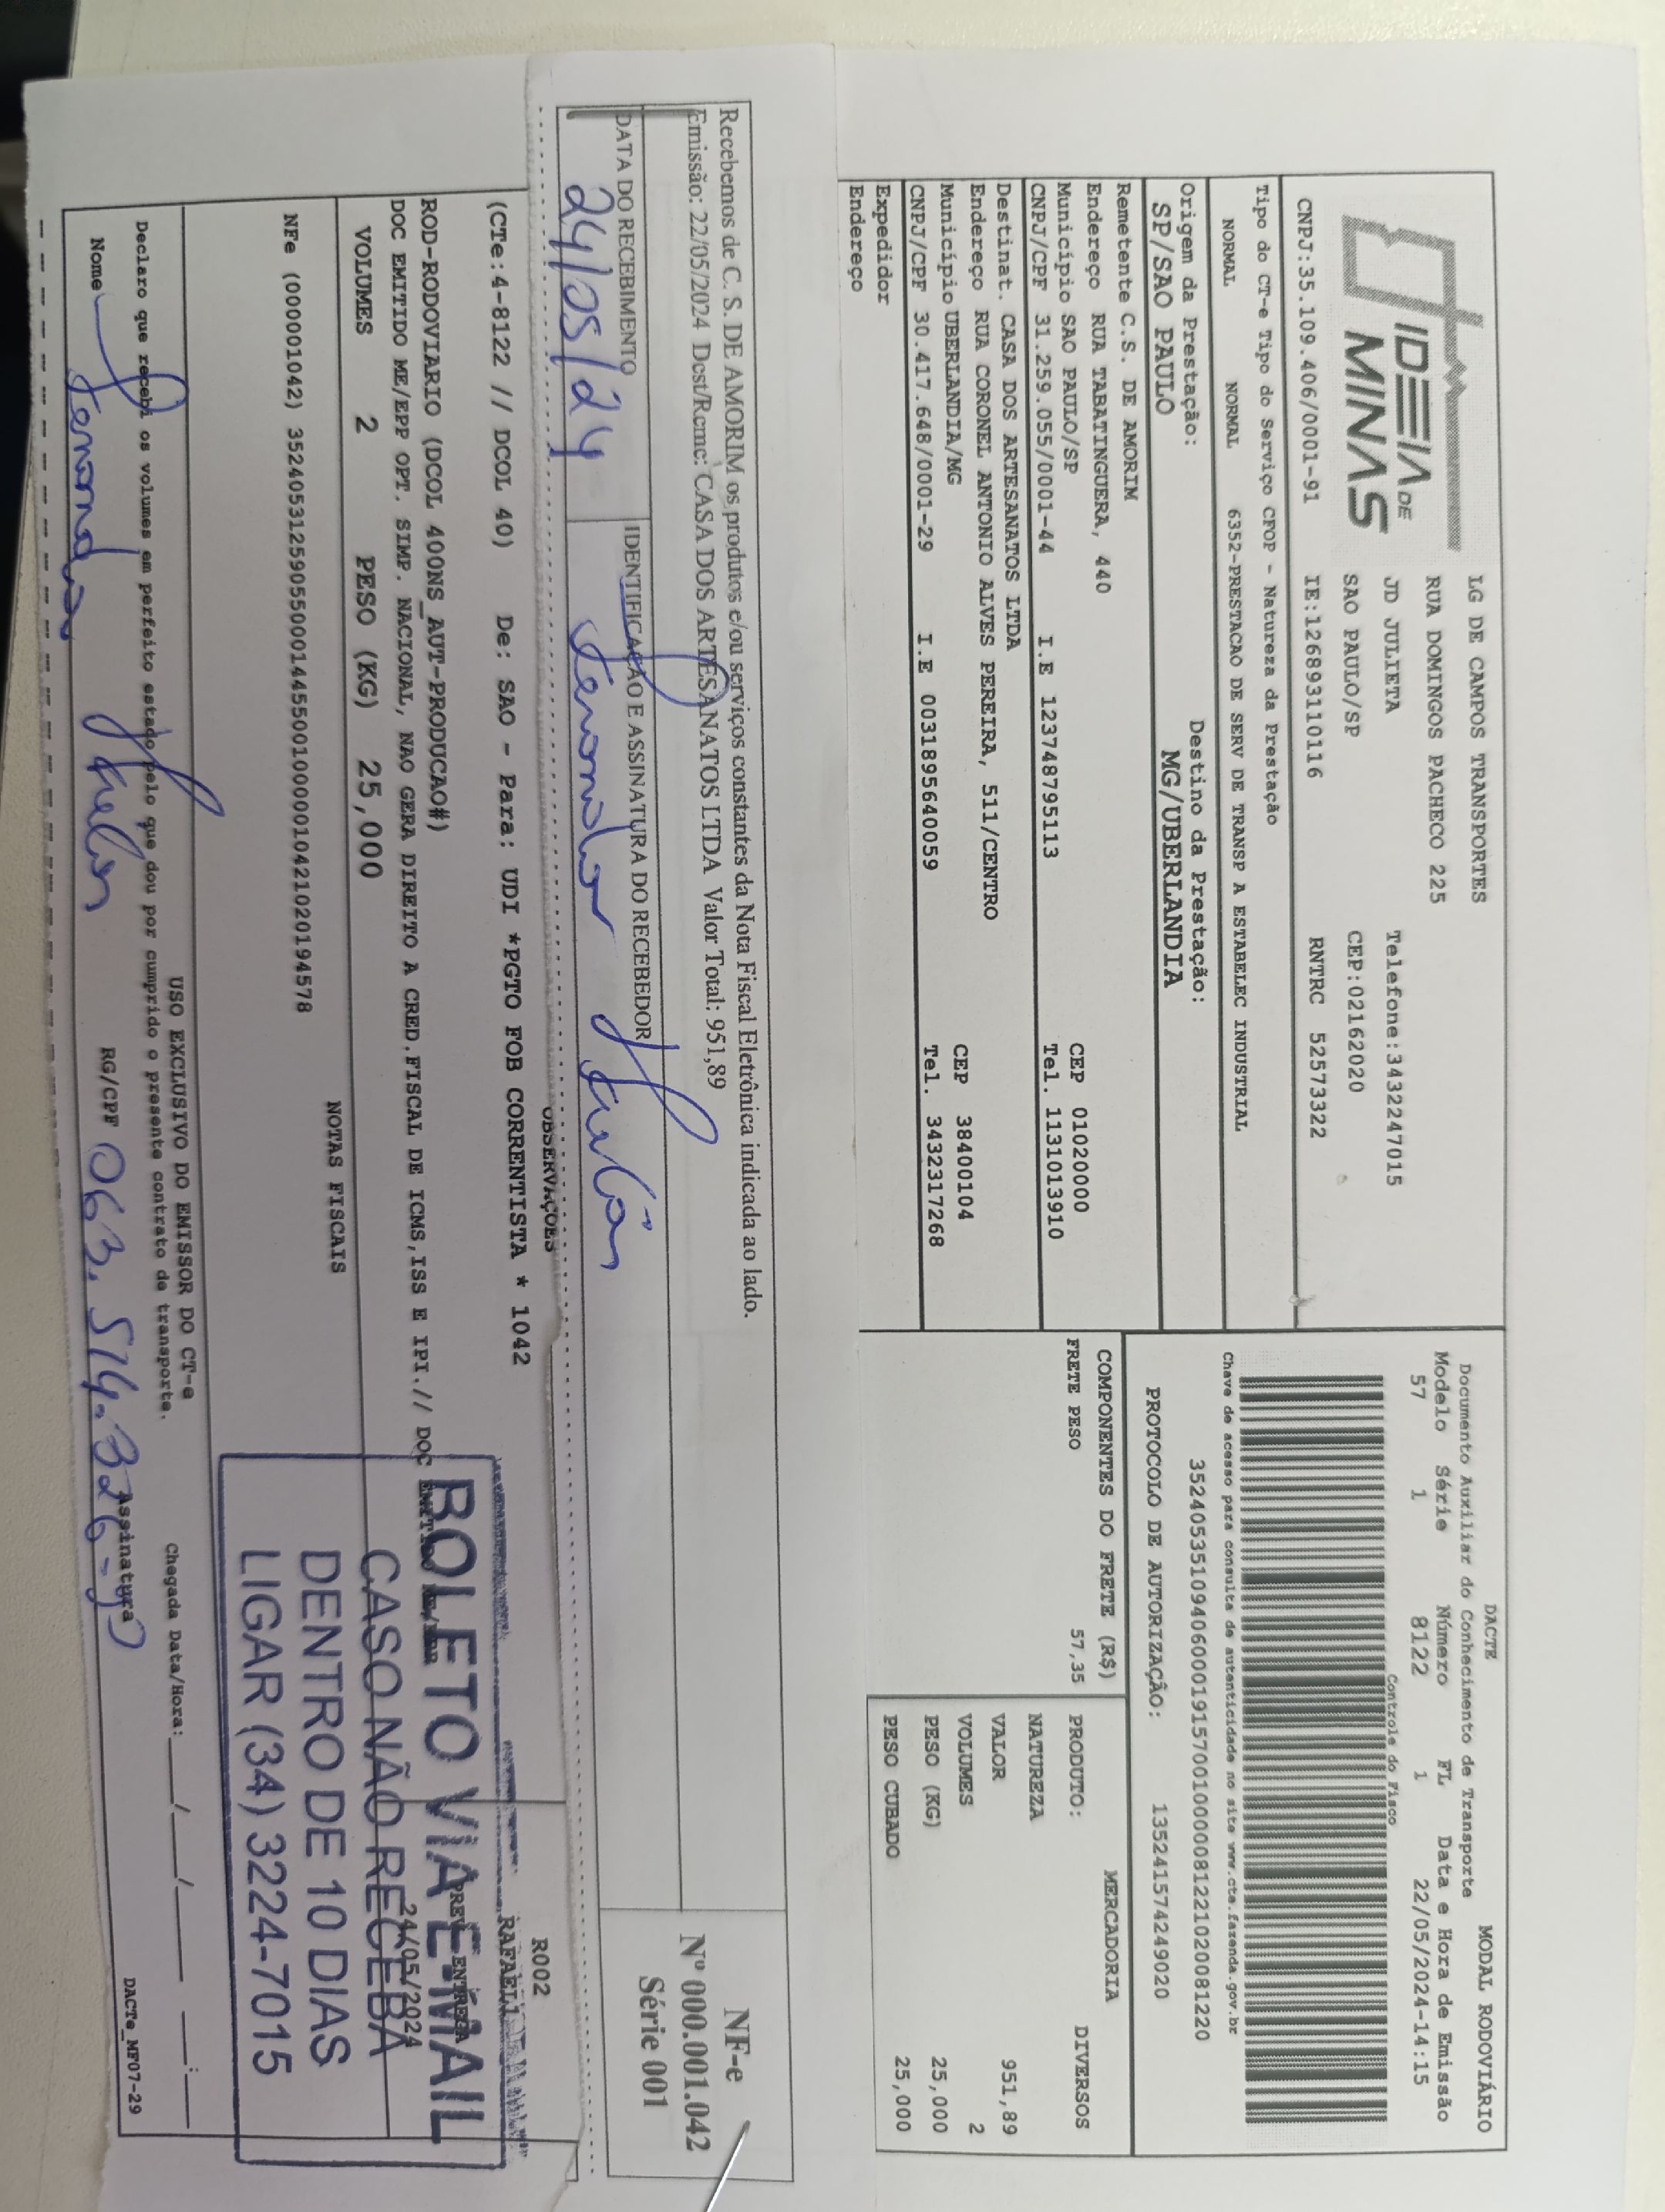 IDEIA DE
MINAS
LG DE CAMPOS TRANSPORTES
RUA DOMINGOS PACHECO 225
JD JULIETA Telefone:3432247015
SAO PAULO/SP CEP:02162020
CNPJ:35.109.406/0001-91 IE:126893110116 RNTRC 52573322
Tipo do CT-e Tipo do Serviço CFOP - Natureza da Prestação
NORMAL NORMAL 6352-PRESTACAO DE SERV DE TRANSP A ESTABELEC INDUSTRIAL
Origem da Prestação: Destino da Prestação:
SP/SAO PAULO MG/UBERLANDIA
Remetente C.S. DE AMORIM
Endereço RUA TABATINGUERA, 440
Município SAO PAULO/SP CEP 01020000
CNPJ/CPF 31.259.055/0001-44 I.E 123748795113 Tel. 1131013910
Destinat. CASA DOS ARTESANATOS LTDA
Endereço RUA CORONEL ANTONIO ALVES PEREIRA, 511/CENTRO
Município UBERLANDIA/MG CEP 38400104
CNPJ/CPF 30.417.648/0001-29 I.E 0031895640059 Tel. 3432317268
Expedidor
Endereço
DACTE MODAL RODOVIÁRIO
Documento Auxiliar do Conhecimento de Transporte
Modelo Série Número FL Data e Hora de Emissão
57 1 8122 1 22/05/2024-14:15
Controle do Fisco
Chave de acesso para consulta de autenticidade no site www.cte.fazenda.gov.br
35240535109406000191570010000081221020081220
PROTOCOLO DE AUTORIZAÇÃO: 135241574249020
COMPONENTES DO FRETE (R$)
FRETE PESO 57,35
MERCADORIA
PRODUTO: DIVERSOS
NATUREZA
VALOR 951,89
VOLUMES 2
PESO (KG) 25,000
PESO CUBADO 25,000
Recebemos de C. S. DE AMORIM os produtos e/ou serviços constantes da Nota Fiscal Eletrônica indicada ao lado.
Emissão: 22/05/2024 Dest/Reme: CASA DOS ARTESANATOS LTDA Valor Total: 951,89
DATA DO RECEBIMENTO IDENTIFICAÇÃO E ASSINATURA DO RECEBEDOR
24/05/24
NF-e
Nº 000.001.042
Série 001
OBSERVAÇÕES
(CTe:4-8122 // DCOL 40) De: SAO - Para: UDI *PGTO FOB CORRENTISTA * 1042
ROD-RODOVIARIO (DCOL 400NS_AUT-PRODUCAO#)
DOC EMITIDO ME/EPP OPT. SIMP. NACIONAL, NAO GERA DIREITO A CRED.FISCAL DE ICMS,ISS E IPI.// DOC
R002
PREV ENTREGA
24/05/2024
VOLUMES 2 PESO (KG) 25,000
NOTAS FISCAIS
NFe (000001042) 35240531259055000144550010000010421020194578
BOLETO VIA E-MAIL
CASO NÃO RECEBA
DENTRO DE 10 DIAS
LIGAR (34) 3224-7015
USO EXCLUSIVO DO EMISSOR DO CT-e
Declaro que recebi os volumes em perfeito estado pelo que dou por cumprido o presente contrato de transporte. Chegada Data/Hora: ___/___/____ __:__
Nome RG/CPF Assinatura
DACTe_MF07-29